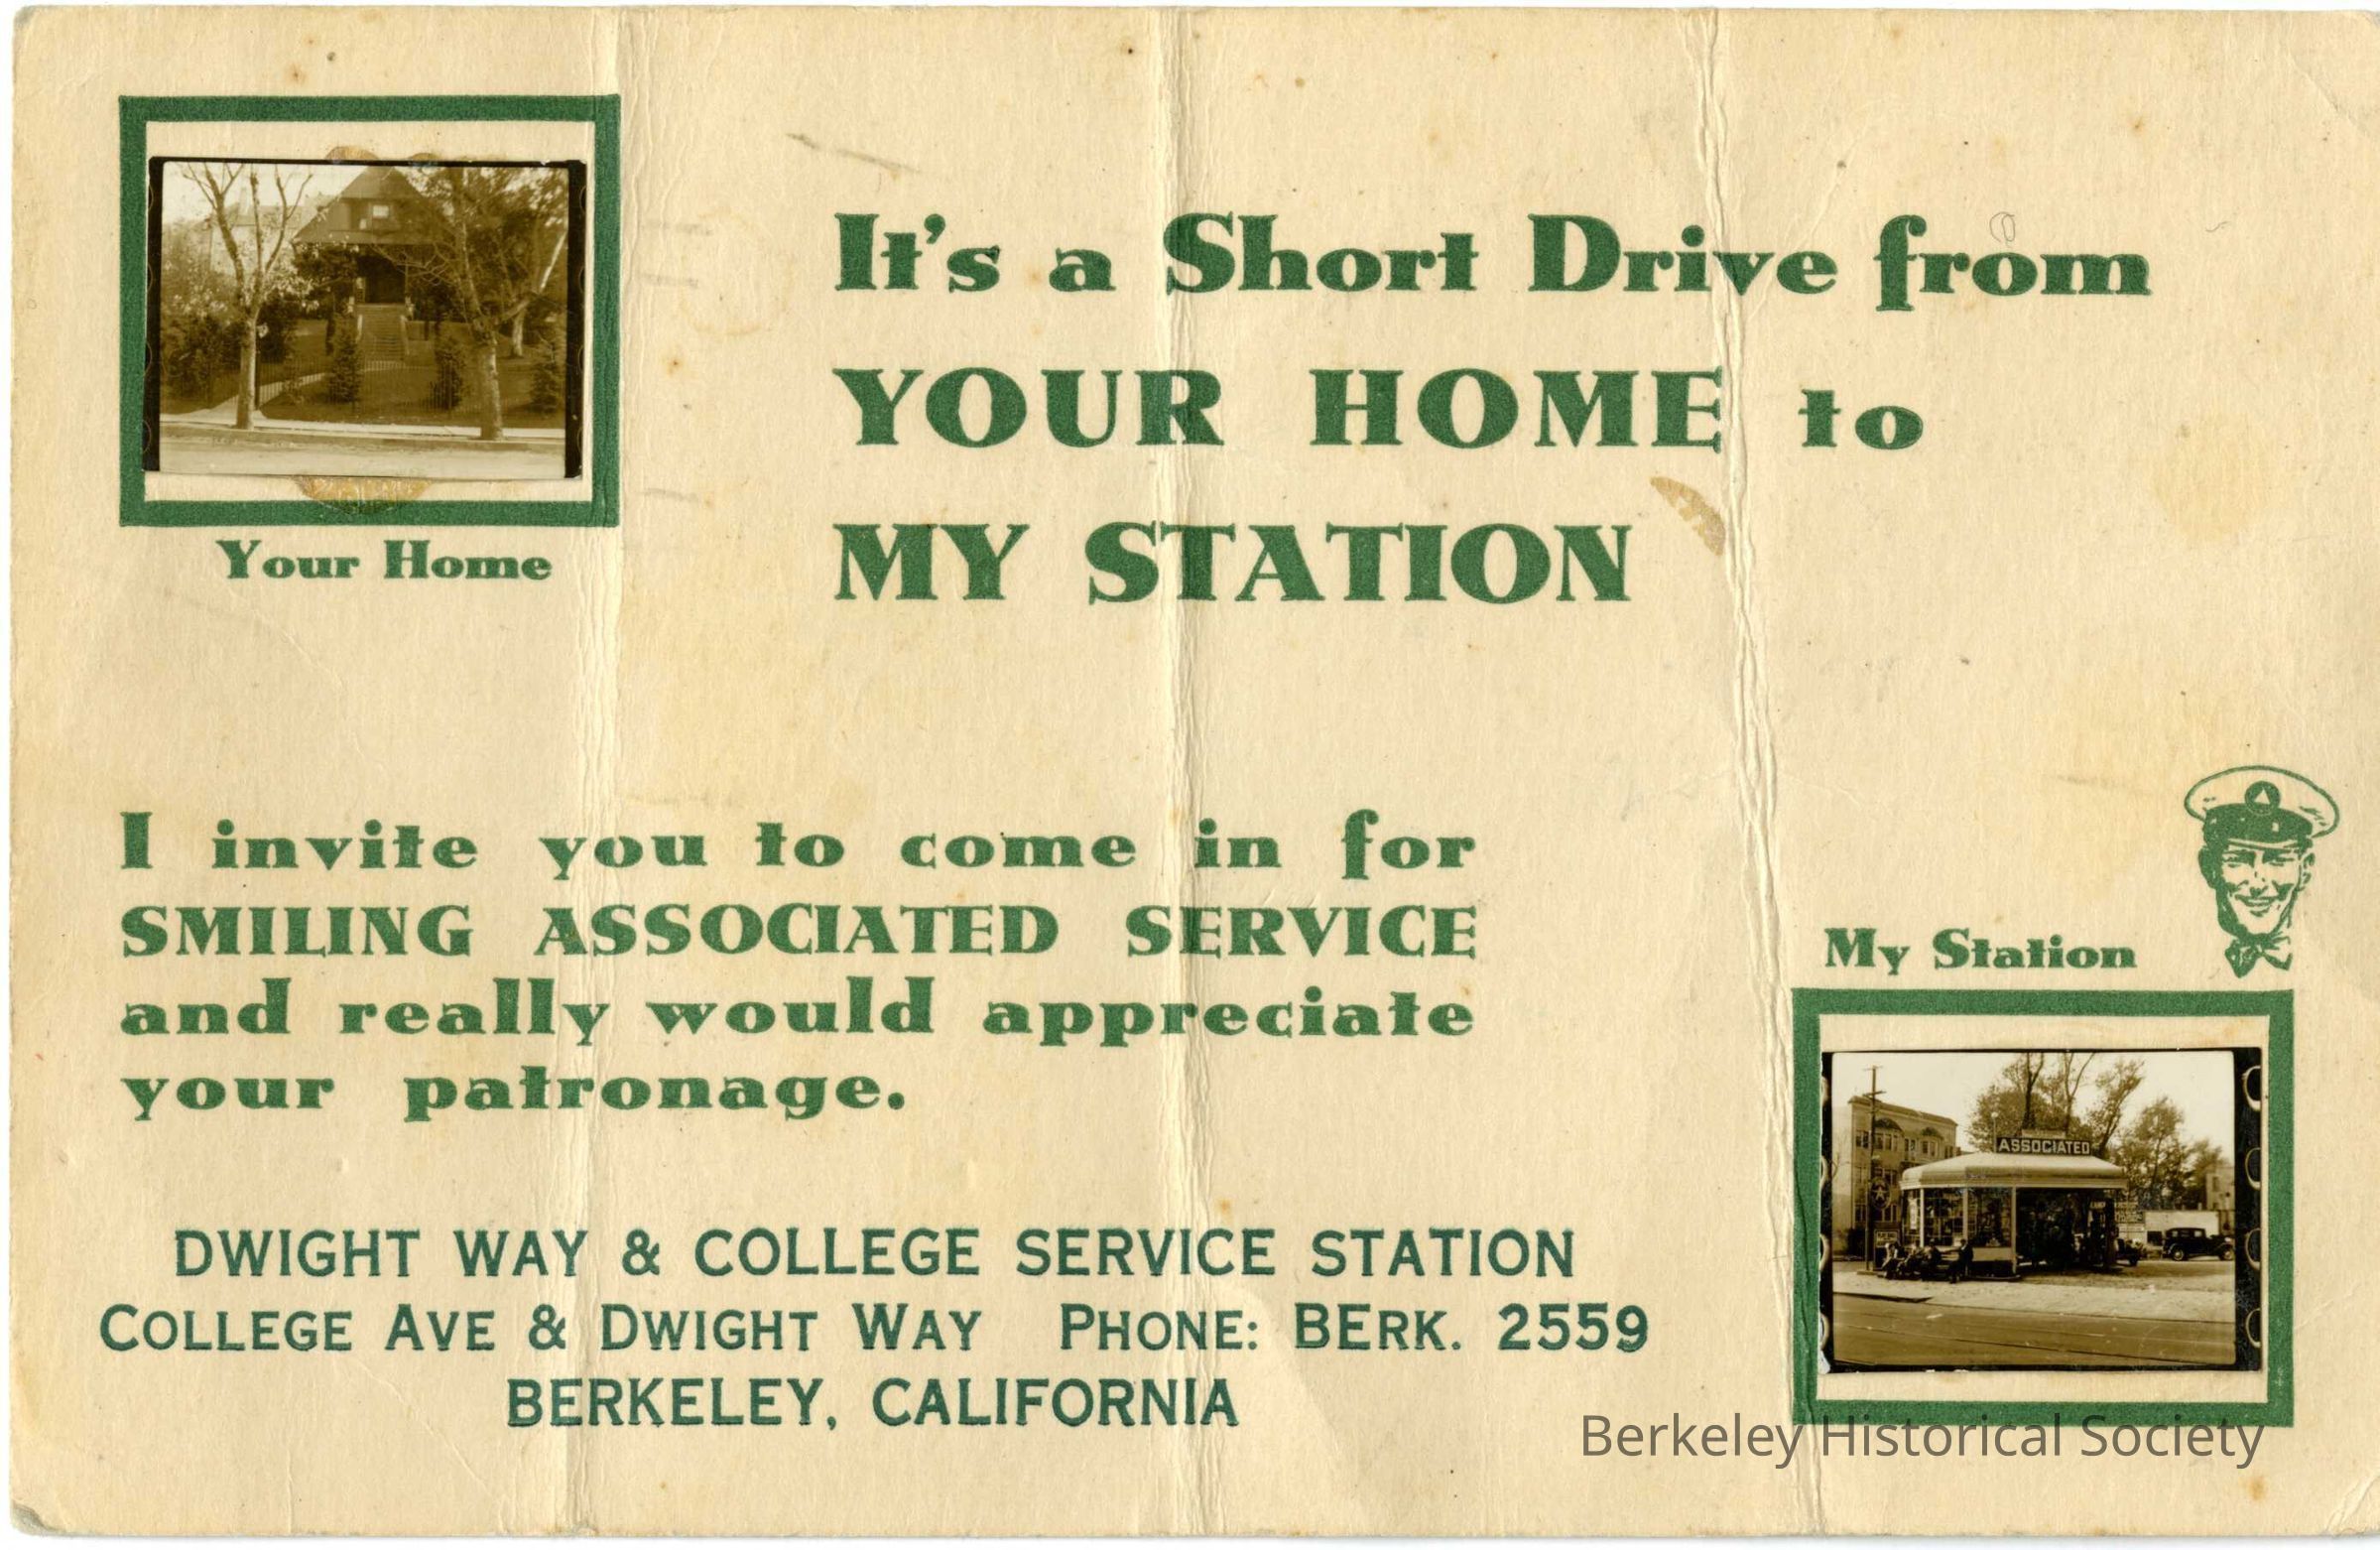 It's a Short Drive from
YOUR HOME to
MY STATION
Your Home
I invite you to come in for
SMILING ASSOCIATED SERVICE
and really would appreciate
your patronage.
My Station
ASSOCIATED
DWIGHT WAY & COLLEGE SERVICE STATION
COLLEGE AVE & DWIGHT WAY PHONE: BERK. 2559
BERKELEY, CALIFORNIA
Berkeley Historical Society